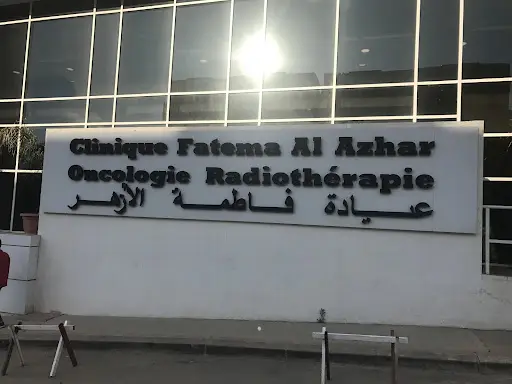 Clinique Fatema Al Azhar
Oncologie Radiothérapie
عيادة فاطمة الأزهر